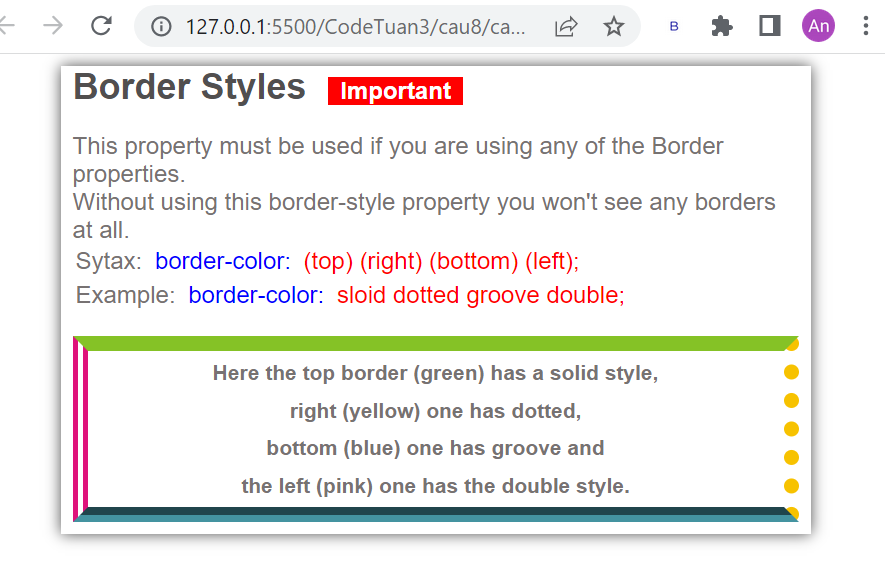 127.0.0.1:5500/CodeTuan3/cau8/ca...
B
An
Border Styles Important
This property must be used if you are using any of the Border
properties.
Without using this border-style property you won't see any borders
at all.
Sytax: border-color: (top) (right) (bottom) (left);
Example: border-color: sloid dotted groove double;
Here the top border (green) has a solid style,
right (yellow) one has dotted,
bottom (blue) one has groove and
the left (pink) one has the double style.